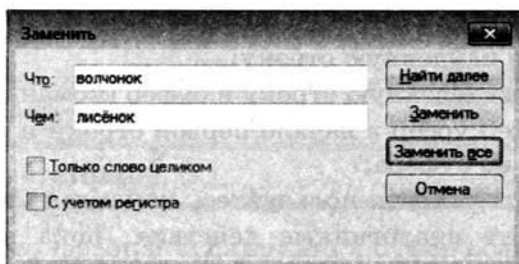 Заменить
Что: волчонок
Найти далее
Чем: лисёнок
Заменить
Только слово целиком
Заменить все
С учетом регистра
Отмена